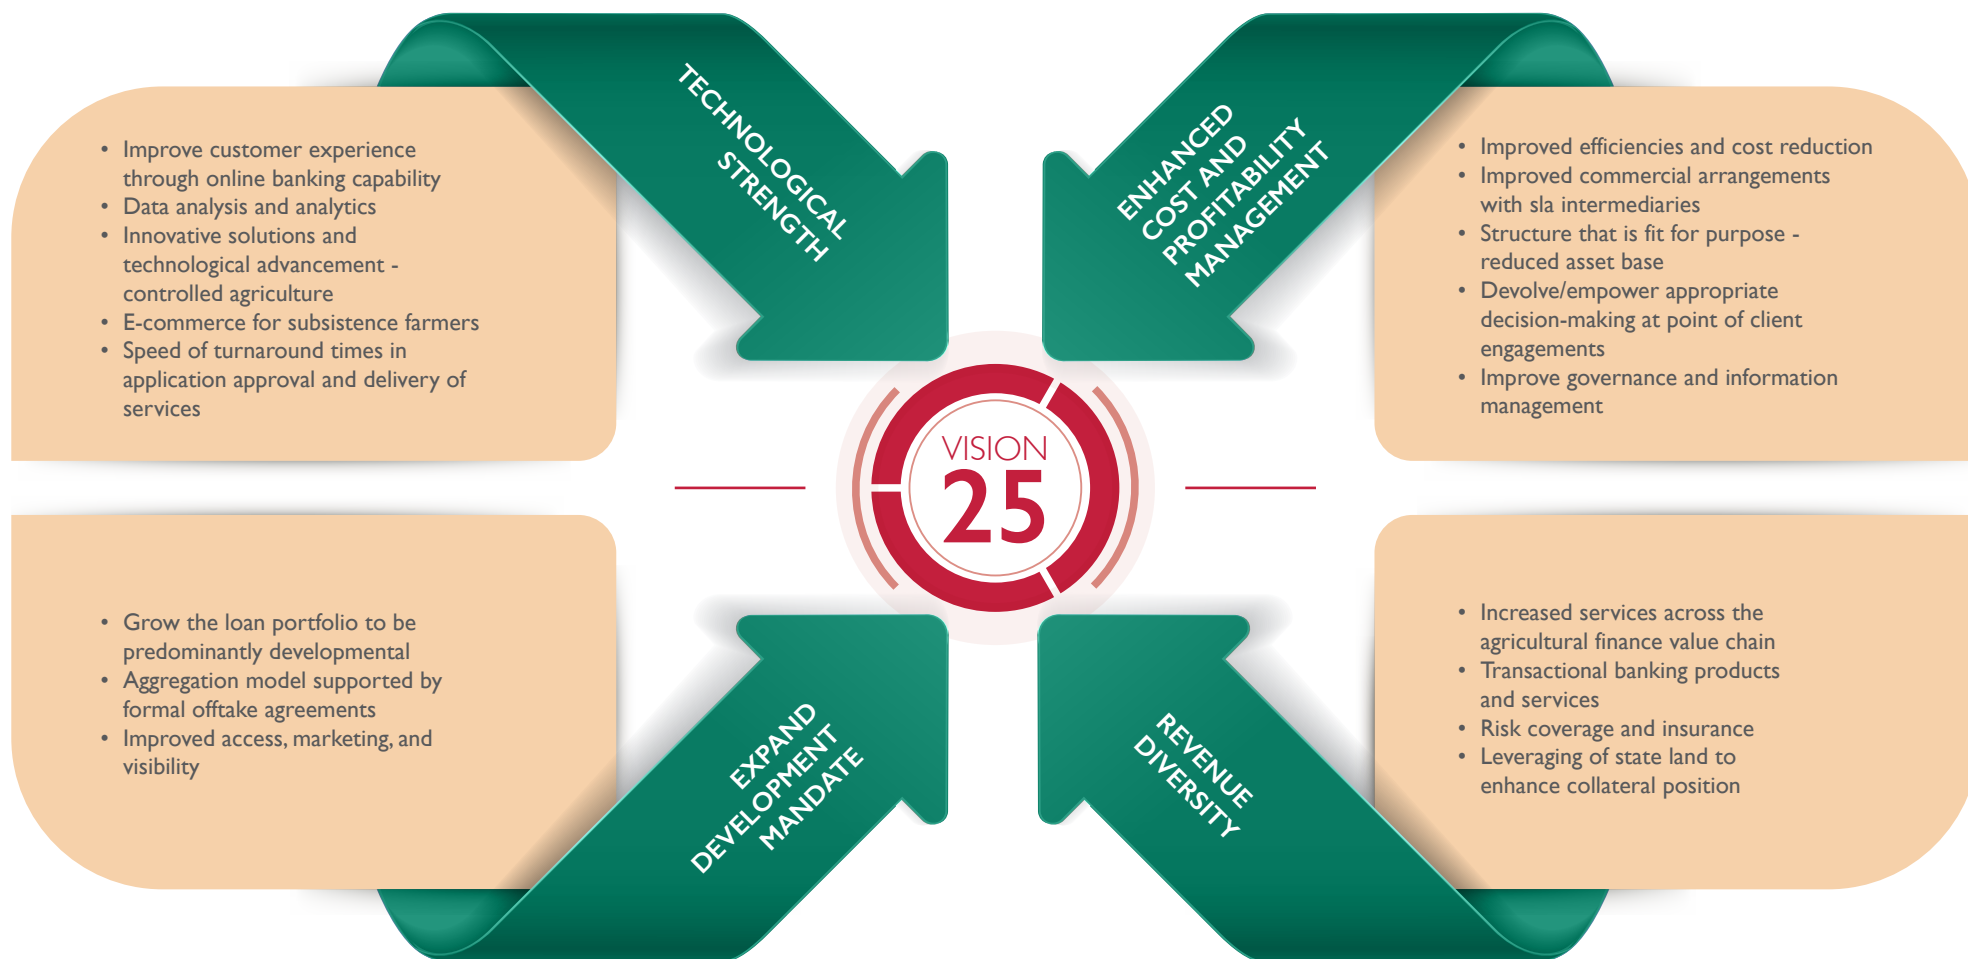 TECHNOLOGICAL
STRENGTH
• Improve customer experience
through online banking capability
• Data analysis and analytics
• Innovative solutions and
technological advancement -
controlled agriculture
• E-commerce for subsistence farmers
• Speed of turnaround times in
application approval and delivery of
services
ENHANCED
COST AND
PROFITABILITY
MANAGEMENT
• Improved efficiencies and cost reduction
• Improved commercial arrangements
with sla intermediaries
• Structure that is fit for purpose -
reduced asset base
• Devolve/empower appropriate
decision-making at point of client
engagements
• Improve governance and information
management
VISION
25
• Grow the loan portfolio to be
predominantly developmental
• Aggregation model supported by
formal offtake agreements
• Improved access, marketing, and
visibility
EXPAND
DEVELOPMENT
MANDATE
REVENUE
DIVERSITY
• Increased services across the
agricultural finance value chain
• Transactional banking products
and services
• Risk coverage and insurance
• Leveraging of state land to
enhance collateral position